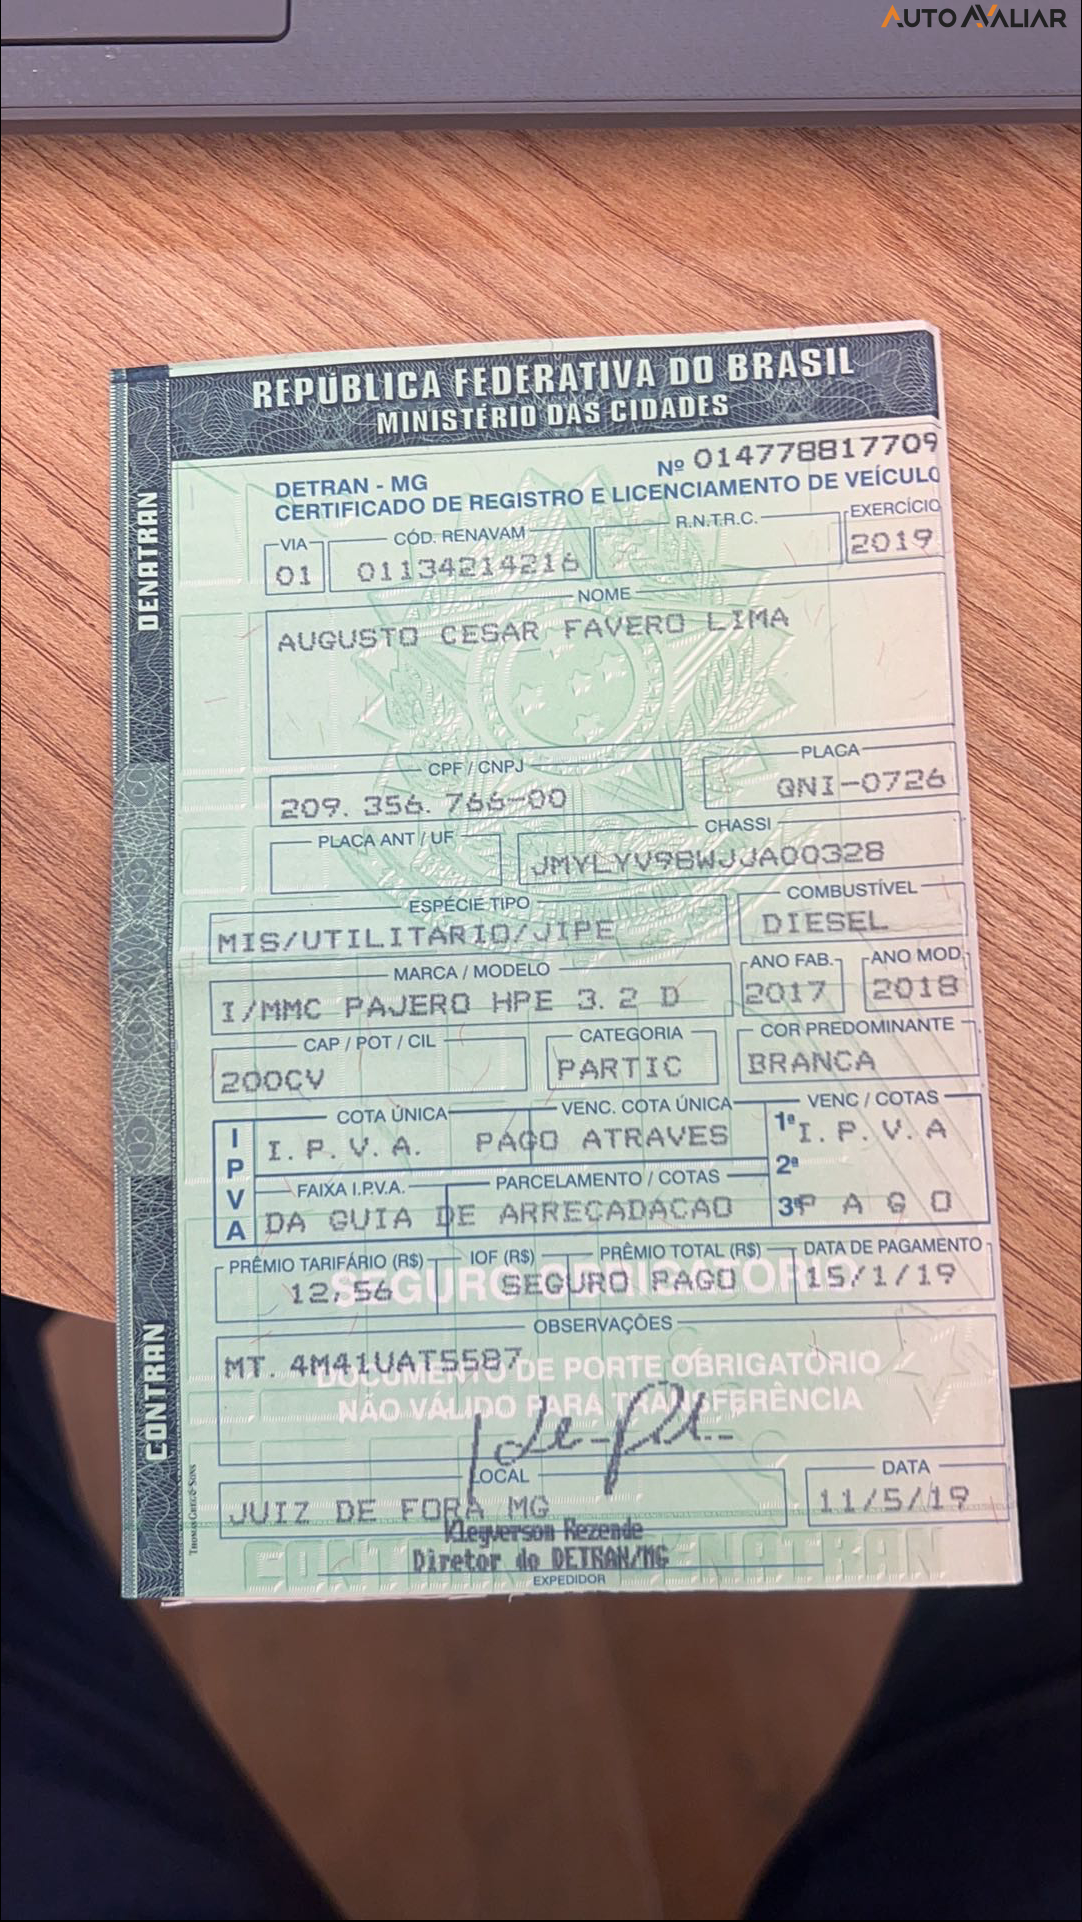 AUTO AVALIAR
REPÚBLICA FEDERATIVA DO BRASIL
MINISTÉRIO DAS CIDADES
DENATRAN
CONTRAN
DETRAN - MG
Nº 014778817709
CERTIFICADO DE REGISTRO E LICENCIAMENTO DE VEÍCULO
VIA CÓD. RENAVAM R.N.T.R.C. EXERCÍCIO
01 01134214216 2019
NOME
AUGUSTO CESAR FAVERO LIMA
CPF / CNPJ PLACA
209.356.766-00 QNI-0726
PLACA ANT / UF CHASSI
JMYLYV98WJJA00328
ESPÉCIE TIPO COMBUSTÍVEL
MIS/UTILITARIO/JIPE DIESEL
MARCA / MODELO ANO FAB. ANO MOD.
I/MMC PAJERO HPE 3.2 D 2017 2018
CAP / POT / CIL CATEGORIA COR PREDOMINANTE
200CV PARTIC BRANCA
IPVA
COTA ÚNICA VENC. COTA ÚNICA VENC / COTAS
I.P.V.A. PAGO ATRAVES 1ª I.P.V.A
2ª
FAIXA I.P.V.A. PARCELAMENTO / COTAS
DA GUIA DE ARRECADACAO 3ª P A G O
PRÊMIO TARIFÁRIO (R$) IOF (R$) PRÊMIO TOTAL (R$) DATA DE PAGAMENTO
SEGURO OBRIGATÓRIO
12,56 SEGURO PAGO 15/1/19
OBSERVAÇÕES
MT. 4M41UAT5587
DOCUMENTO DE PORTE OBRIGATÓRIO
NÃO VÁLIDO PARA TRANSFERÊNCIA
LOCAL DATA
JUIZ DE FORA MG 11/5/19
Kleyverson Rezende
Diretor do DETRAN/MG
CONTRAN DENATRAN
EXPEDIDOR
THOMAS GREG & SONS